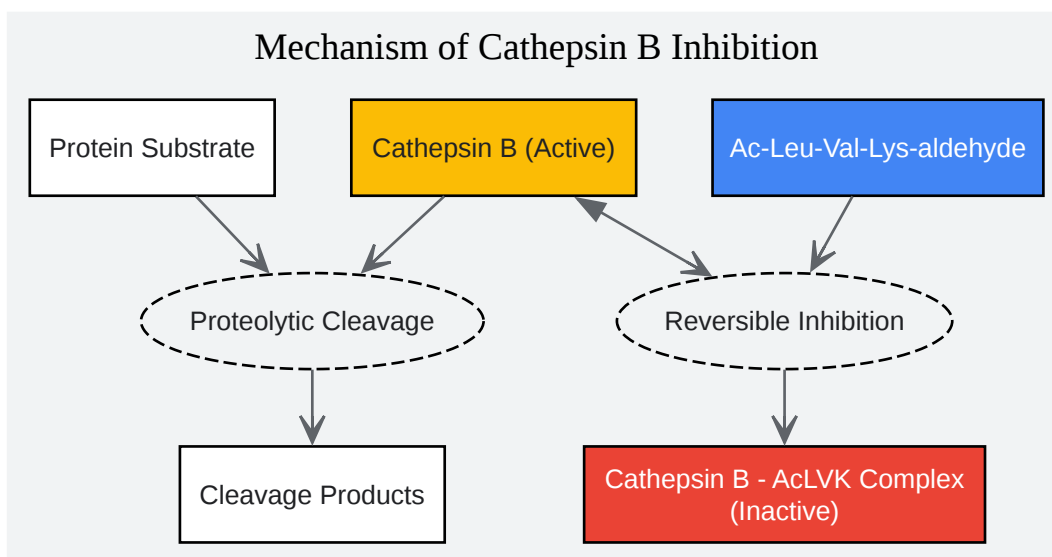 Mechanism of Cathepsin B Inhibition
Protein Substrate
Cathepsin B (Active)
Ac-Leu-Val-Lys-aldehyde
Proteolytic Cleavage
Reversible Inhibition
Cleavage Products
Cathepsin B - AcLVK Complex
(Inactive)